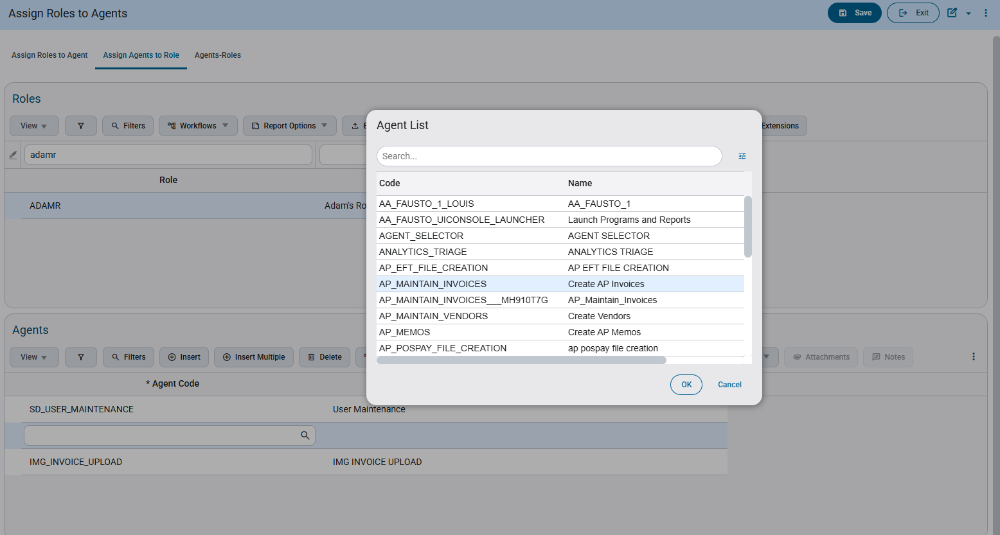 Assign Roles to Agents
Save
Exit
Assign Roles to Agent
Assign Agents to Role
Agents-Roles
Roles
View
Filters
Workflows
Report Options
Extensions
adamr
Role
ADAMR
Adam's Ro
Agent List
Search...
Code Name
AA_FAUSTO_1_LOUIS AA_FAUSTO_1
AA_FAUSTO_UICONSOLE_LAUNCHER Launch Programs and Reports
AGENT_SELECTOR AGENT SELECTOR
ANALYTICS_TRIAGE ANALYTICS TRIAGE
AP_EFT_FILE_CREATION AP EFT FILE CREATION
AP_MAINTAIN_INVOICES Create AP Invoices
AP_MAINTAIN_INVOICES___MH910T7G AP_Maintain_Invoices
AP_MAINTAIN_VENDORS Create Vendors
AP_MEMOS Create AP Memos
AP_POSPAY_FILE_CREATION ap pospay file creation
OK
Cancel
Agents
View
Filters
Insert
Insert Multiple
Delete
Attachments
Notes
* Agent Code
SD_USER_MAINTENANCE User Maintenance
IMG_INVOICE_UPLOAD IMG INVOICE UPLOAD